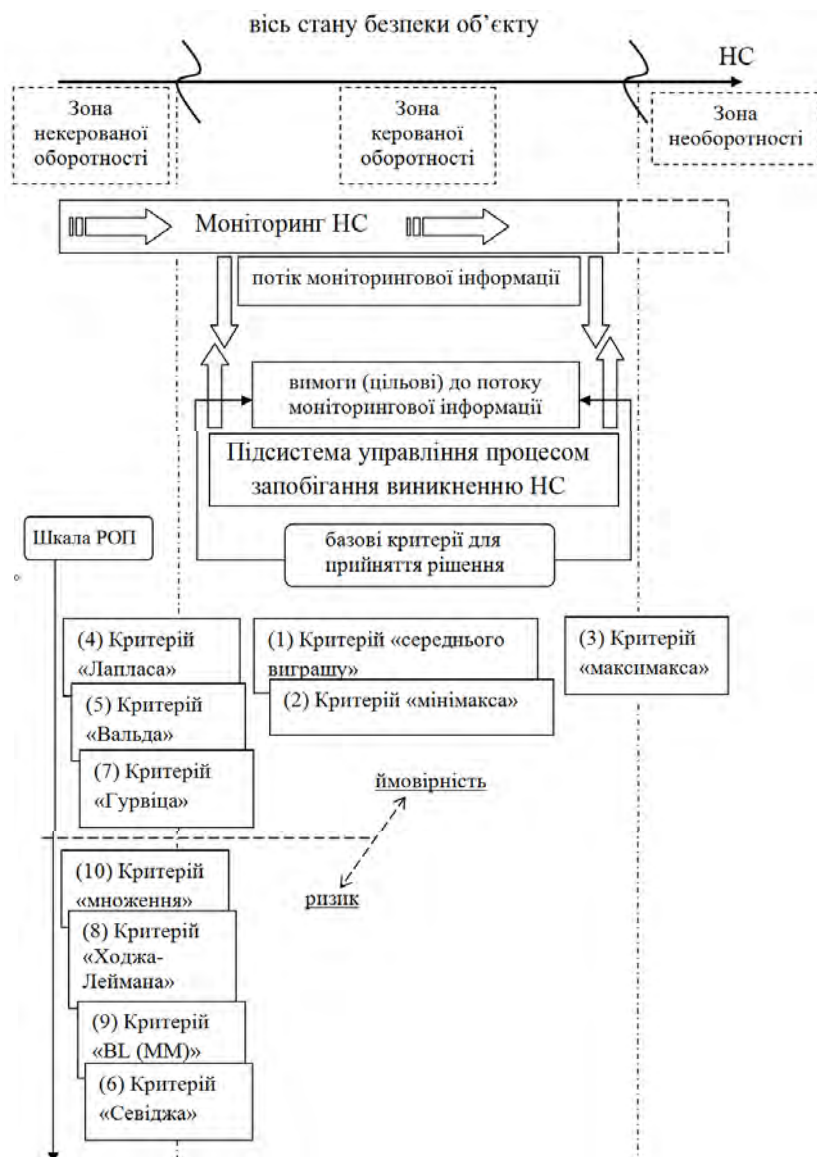 вісь стану безпеки об’єкту
НС
Зона
некерованої
оборотності
Зона
керованої
оборотності
Зона
необоротності
Моніторинг НС
потік моніторингової інформації
вимоги (цільові) до потоку
моніторингової інформації
Підсистема управління процесом
запобігання виникненню НС
Шкала РОП
базові критерії для
прийняття рішення
(4) Критерій
«Лапласа»
(5) Критерій
«Вальда»
(7) Критерій
«Гурвіца»
(1) Критерій «середнього
виграшу»
(2) Критерій «мінімакса»
(3) Критерій
«максимакса»
ймовірність
ризик
(10) Критерій
«множення»
(8) Критерій
«Ходжа-
Леймана»
(9) Критерій
«BL (MM)»
(6) Критерій
«Севіджа»